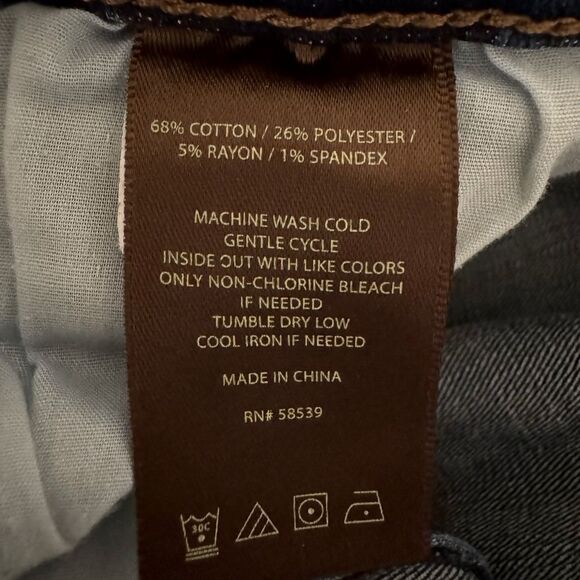 68% COTTON / 26% POLYESTER /
5% RAYON / 1% SPANDEX
MACHINE WASH COLD
GENTLE CYCLE
INSIDE OUT WITH LIKE COLORS
ONLY NON-CHLORINE BLEACH
IF NEEDED
TUMBLE DRY LOW
COOL IRON IF NEEDED
MADE IN CHINA
RN# 58539
30C